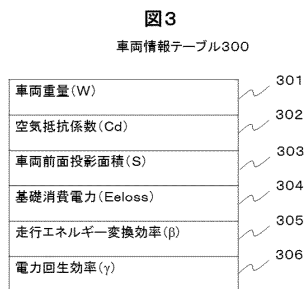 図3
車両情報テーブル300
車両重量(W) 301
空気抵抗係数(Cd) 302
車両前面投影面積(S) 303
基礎消費電力(Eeloss) 304
走行エネルギー変換効率(β) 305
電力回生効率(γ) 306